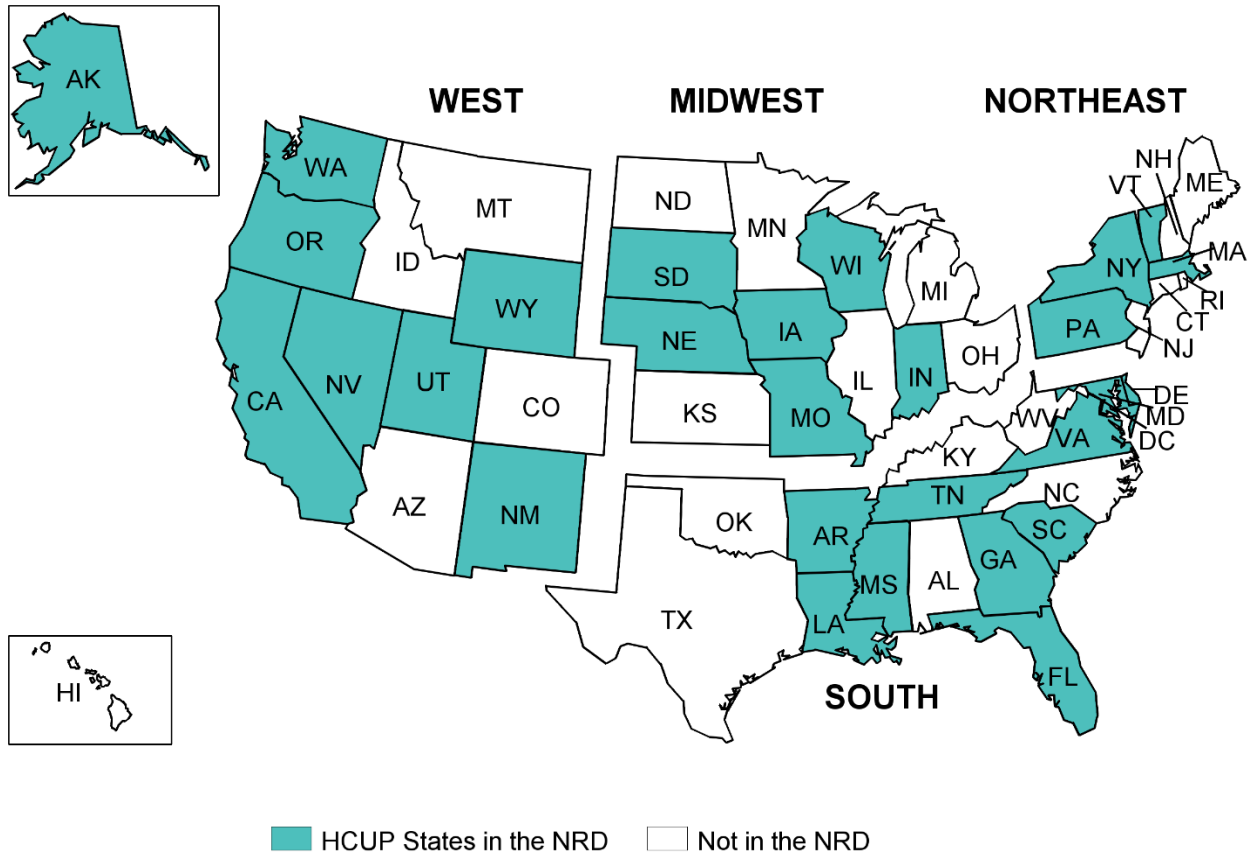 AK
WEST
MIDWEST
NORTHEAST
WA
MT
ND
MN
NH
VT
ME
OR
ID
SD
WI
MI
NY
MA
WY
NE
IA
PA
RI
CT
NJ
CA
NV
UT
CO
KS
MO
IL
IN
OH
DE
MD
DC
WV
VA
KY
AZ
NM
OK
AR
TN
NC
SC
TX
LA
MS
AL
GA
FL
HI
SOUTH
HCUP States in the NRD
Not in the NRD